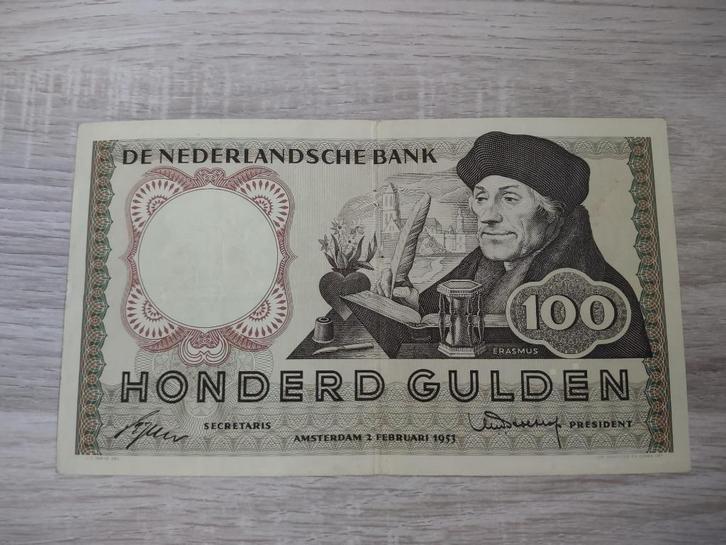 DE NEDERLANDSCHE BANK
100
ERASMUS
HONDERD GULDEN
SECRETARIS
PRESIDENT
AMSTERDAM 2 FEBRUARI 1953